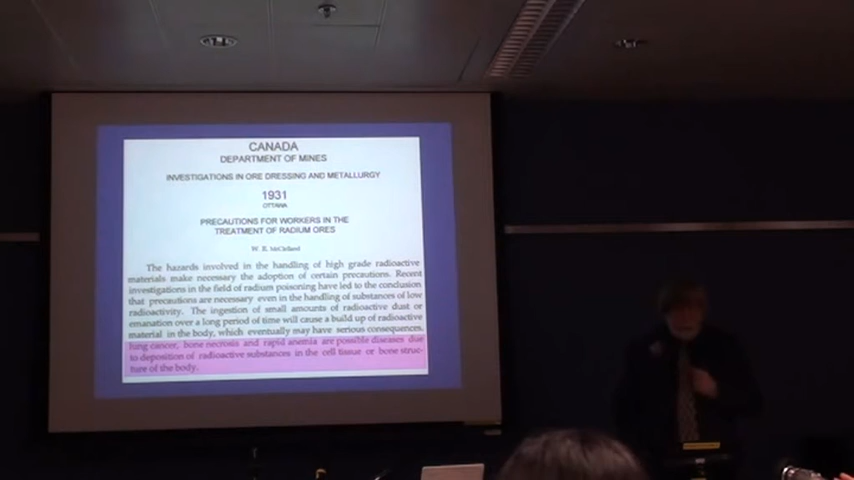 CANADA
DEPARTMENT OF MINES
INVESTIGATIONS IN ORE DRESSING AND METALLURGY
1931
OTTAWA
PRECAUTIONS FOR WORKERS IN THE
TREATMENT OF RADIUM ORES
W. R. McClelland
The hazards involved in the handling of high grade radioactive
materials make necessary the adoption of certain precautions. Recent
investigations in the field of radium poisoning have led to the conclusion
that precautions are necessary even in the handling of substances of low
radioactivity. The ingestion of small amounts of radioactive dust or
emanation over a long period of time will cause a build up of radioactive
material in the body, which eventually may have serious consequences.
lung cancer, bone necrosis and rapid anemia are possible diseases due
to deposition of radioactive substances in the cell tissue or bone struc-
ture of the body.